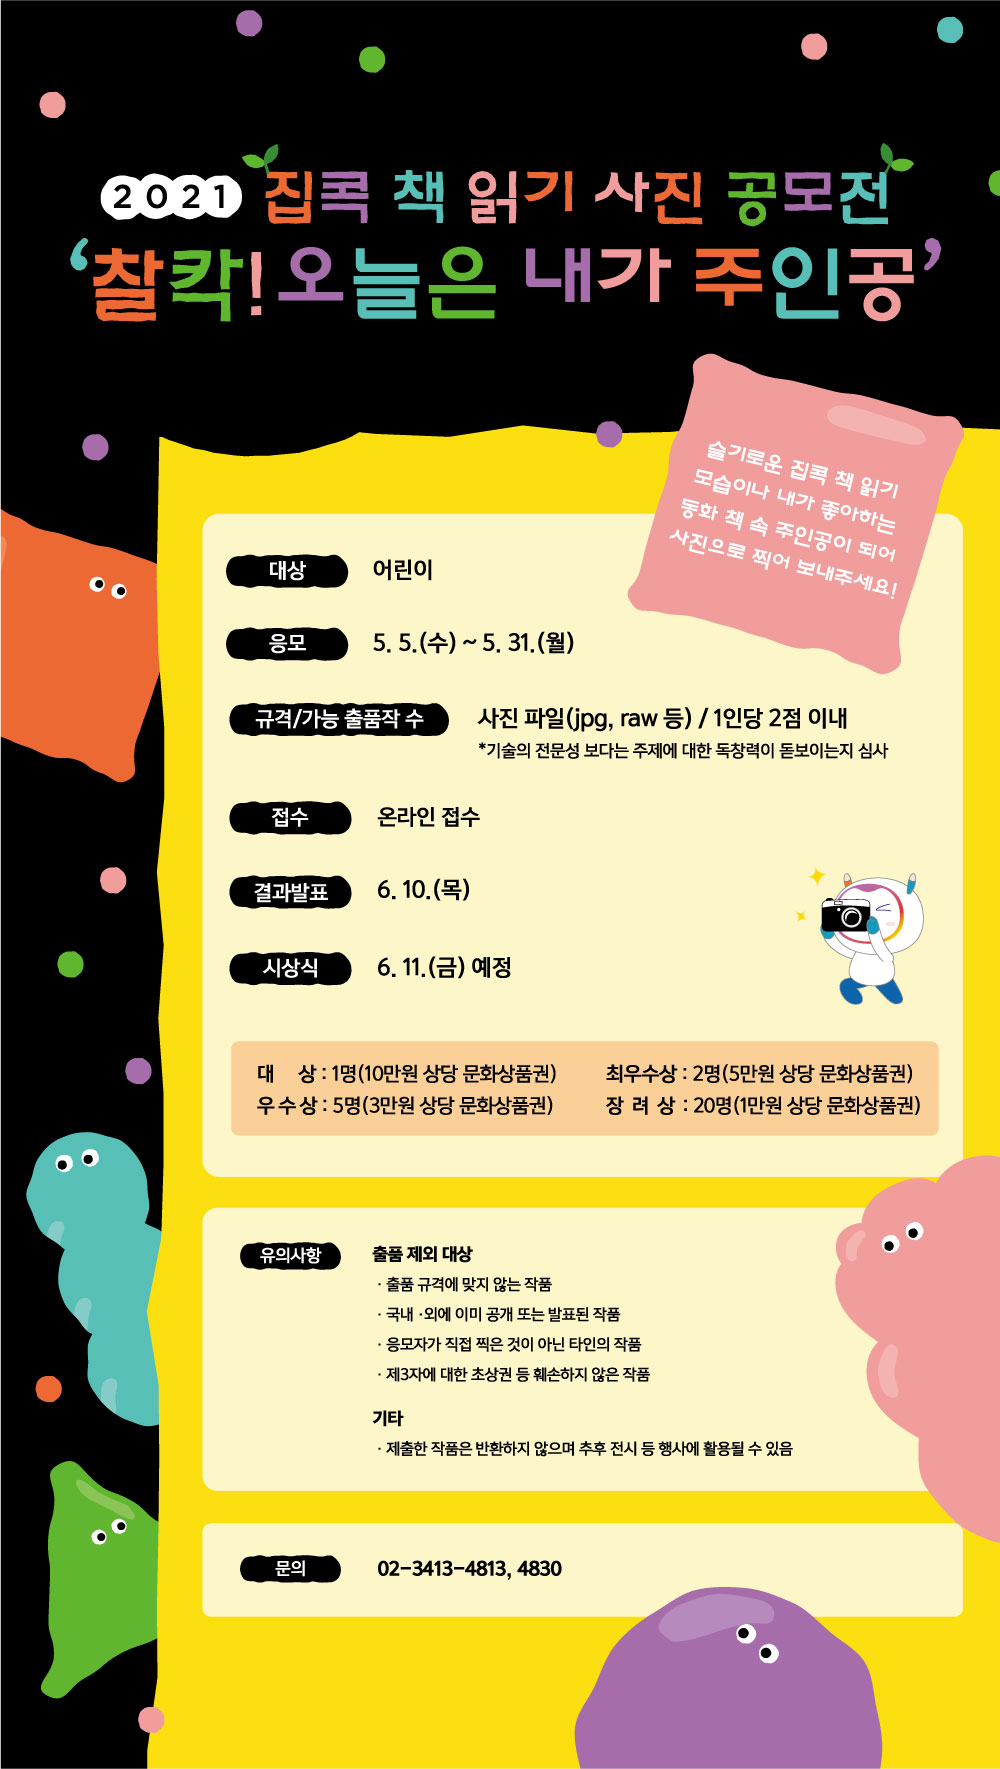 2021 집콕 책 읽기 사진 공모전
‘찰칵! 오늘은 내가 주인공’
슬기로운 집콕 책 읽기
모습이나 내가 좋아하는
동화 책 속 주인공이 되어
사진으로 찍어 보내주세요!
대상 어린이
응모 5. 5.(수) ~ 5. 31.(월)
규격/가능 출품작 수 사진 파일(jpg, raw 등) / 1인당 2점 이내
*기술의 전문성 보다는 주제에 대한 독창력이 돋보이는지 심사
접수 온라인 접수
결과발표 6. 10.(목)
시상식 6. 11.(금) 예정
대 상 : 1명(10만원 상당 문화상품권) 최우수상 : 2명(5만원 상당 문화상품권)
우 수 상 : 5명(3만원 상당 문화상품권) 장 려 상 : 20명(1만원 상당 문화상품권)
유의사항 출품 제외 대상
· 출품 규격에 맞지 않는 작품
· 국내 ·외에 이미 공개 또는 발표된 작품
· 응모자가 직접 찍은 것이 아닌 타인의 작품
· 제3자에 대한 초상권 등 훼손하지 않은 작품
기타
· 제출한 작품은 반환하지 않으며 추후 전시 등 행사에 활용될 수 있음
문의 02-3413-4813, 4830